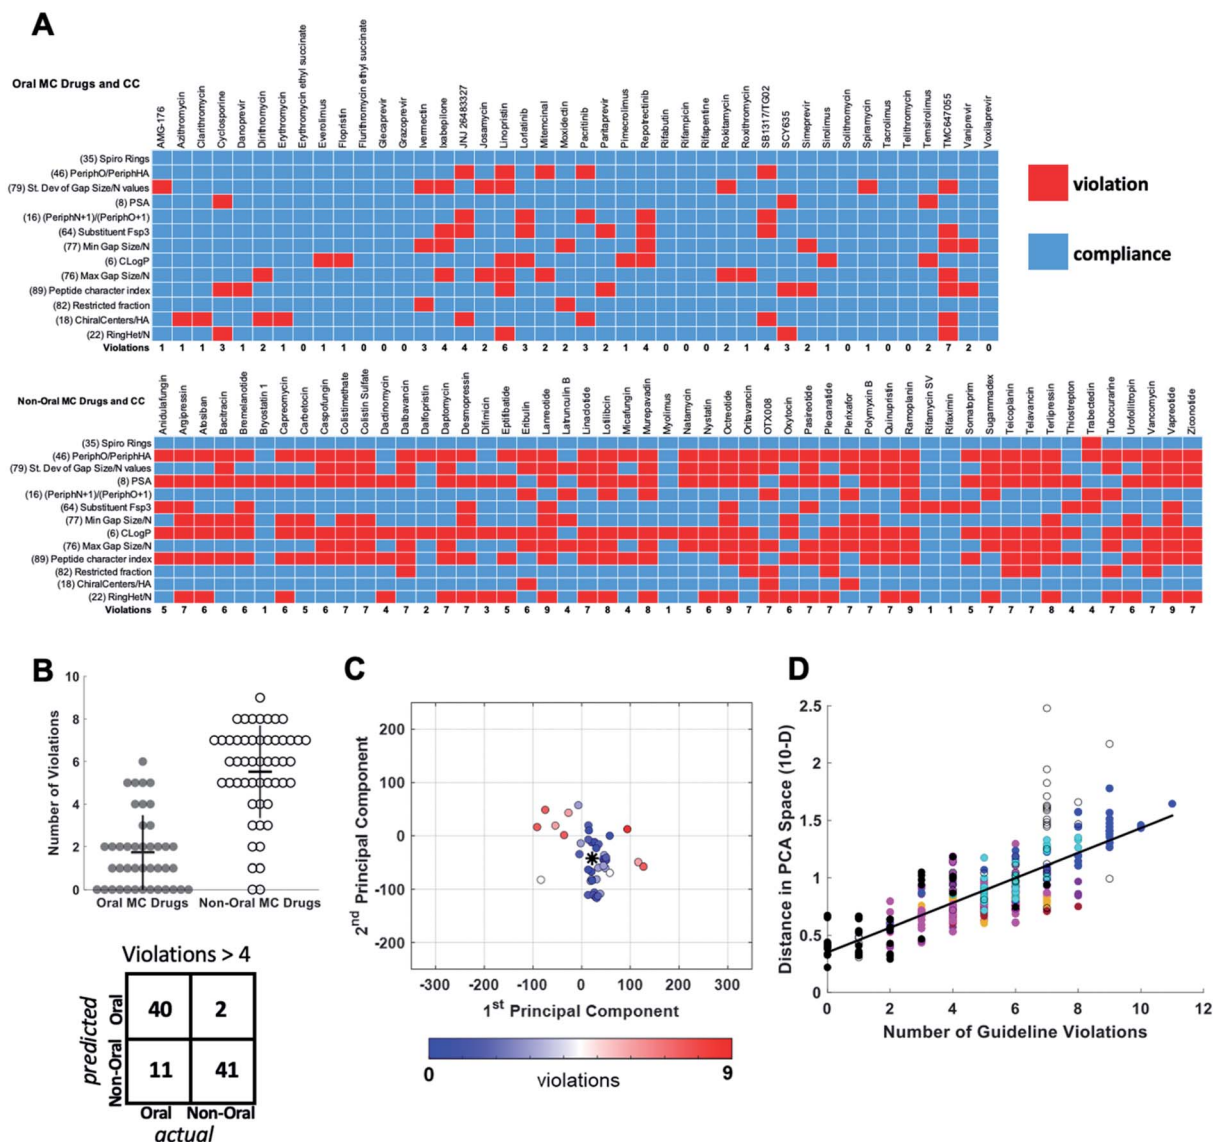 A
Oral MC Drugs and CC
AMG-176
Azithromycin
Clarithromycin
Cyclosporine
Danoprevir
Dirithromycin
Erythromycin
Erythromycin ethyl succinate
Everolimus
Flopristin
Flurithromycin ethyl succinate
Glecaprevir
Grazoprevir
Ivermectin
Ixabepilone
JNJ 26483327
Josamycin
Linopristin
Lorlatinib
Mitemcinal
Moxidectin
Pacritinib
Paritaprevir
Pimecrolimus
Repotrectinib
Rifabutin
Rifampicin
Rifapentine
Rokitamycin
Roxithromycin
SB1317/TG02
SCY635
Simeprevir
Sirolimus
Solithromycin
Spiramycin
Tacrolimus
Telithromycin
Temsirolimus
TMC647055
Vaniprevir
Voxilaprevir
(35) Spiro Rings
(46) PeriphO/PeriphHA
(79) St. Dev of Gap Size/N values
(8) PSA
(16) (PeriphN+1)/(PeriphO+1)
(64) Substituent Fsp3
(77) Min Gap Size/N
(6) CLogP
(76) Max Gap Size/N
(89) Peptide character index
(82) Restricted fraction
(18) ChiralCenters/HA
(22) RingHet/N
Violations 1 1 1 3 1 2 1 0 1 1 0 0 0 3 4 4 2 6 3 2 2 3 2 1 4 0 0 0 2 1 4 3 2 1 0 1 0 0 2 7 2 0
violation
compliance
Non-Oral MC Drugs and CC
Anidulafungin
Argipressin
Atosiban
Bacitracin
Bremelanotide
Bryostatin 1
Capreomycin
Carbetocin
Caspofungin
Colistimethate
Colistin Sulfate
Dactinomycin
Dalbavancin
Dalfopristin
Daptomycin
Desmopressin
Difimicin
Eptifibatide
Eribulin
Lanreotide
Latrunculin B
Linaclotide
Lotilibcin
Micafungin
Murepavadin
Myolimus
Natamycin
Nystatin
Octreotide
Oritavancin
OTX008
Oxytocin
Pasireotide
Plecanatide
Plerixafor
Polymyxin B
Quinupristin
Ramoplanin
Rifamycin SV
Rifaximin
Somatoprim
Sugammadex
Teicoplanin
Telavancin
Terlipressin
Thiostrepton
Trabectedin
Tubocurarine
Urofollitropin
Vancomycin
Vapreotide
Ziconotide
(35) Spiro Rings
(46) PeriphO/PeriphHA
(79) St. Dev of Gap Size/N values
(8) PSA
(16) (PeriphN+1)/(PeriphO+1)
(64) Substituent Fsp3
(77) Min Gap Size/N
(6) CLogP
(76) Max Gap Size/N
(89) Peptide character index
(82) Restricted fraction
(18) ChiralCenters/HA
(22) RingHet/N
Violations 5 7 6 6 6 1 6 5 6 7 7 4 7 2 7 7 3 5 6 9 4 7 8 4 8 1 5 6 9 7 7 6 7 7 7 7 7 9 1 1 5 7 7 7 8 4 4 7 6 7 9 7
B
Number of Violations
10
8
6
4
2
0
Oral MC Drugs Non-Oral MC Drugs
Violations > 4
predicted
Oral
Non-Oral
40 2
11 41
Oral Non-Oral
actual
C
2nd Principal Component
200
100
0
-100
-200
-300 -200 -100 0 100 200 300
1st Principal Component
0 9
violations
D
Distance in PCA Space (10-D)
2.5
2
1.5
1
0.5
0
0 2 4 6 8 10 12
Number of Guideline Violations